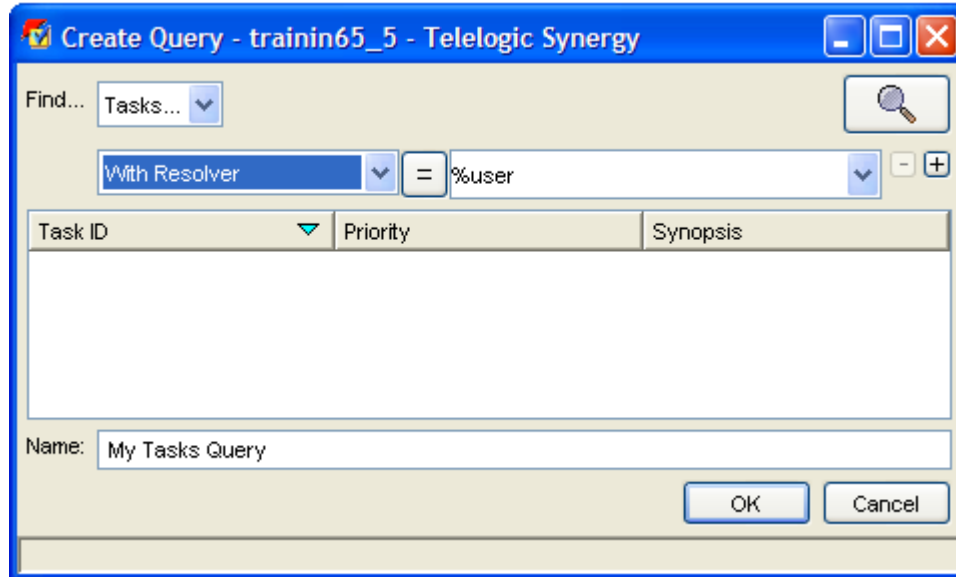 Create Query - trainin65_5 - Telelogic Synergy
Find... Tasks...
With Resolver = %user - +
Task ID Priority Synopsis
Name: My Tasks Query
OK Cancel